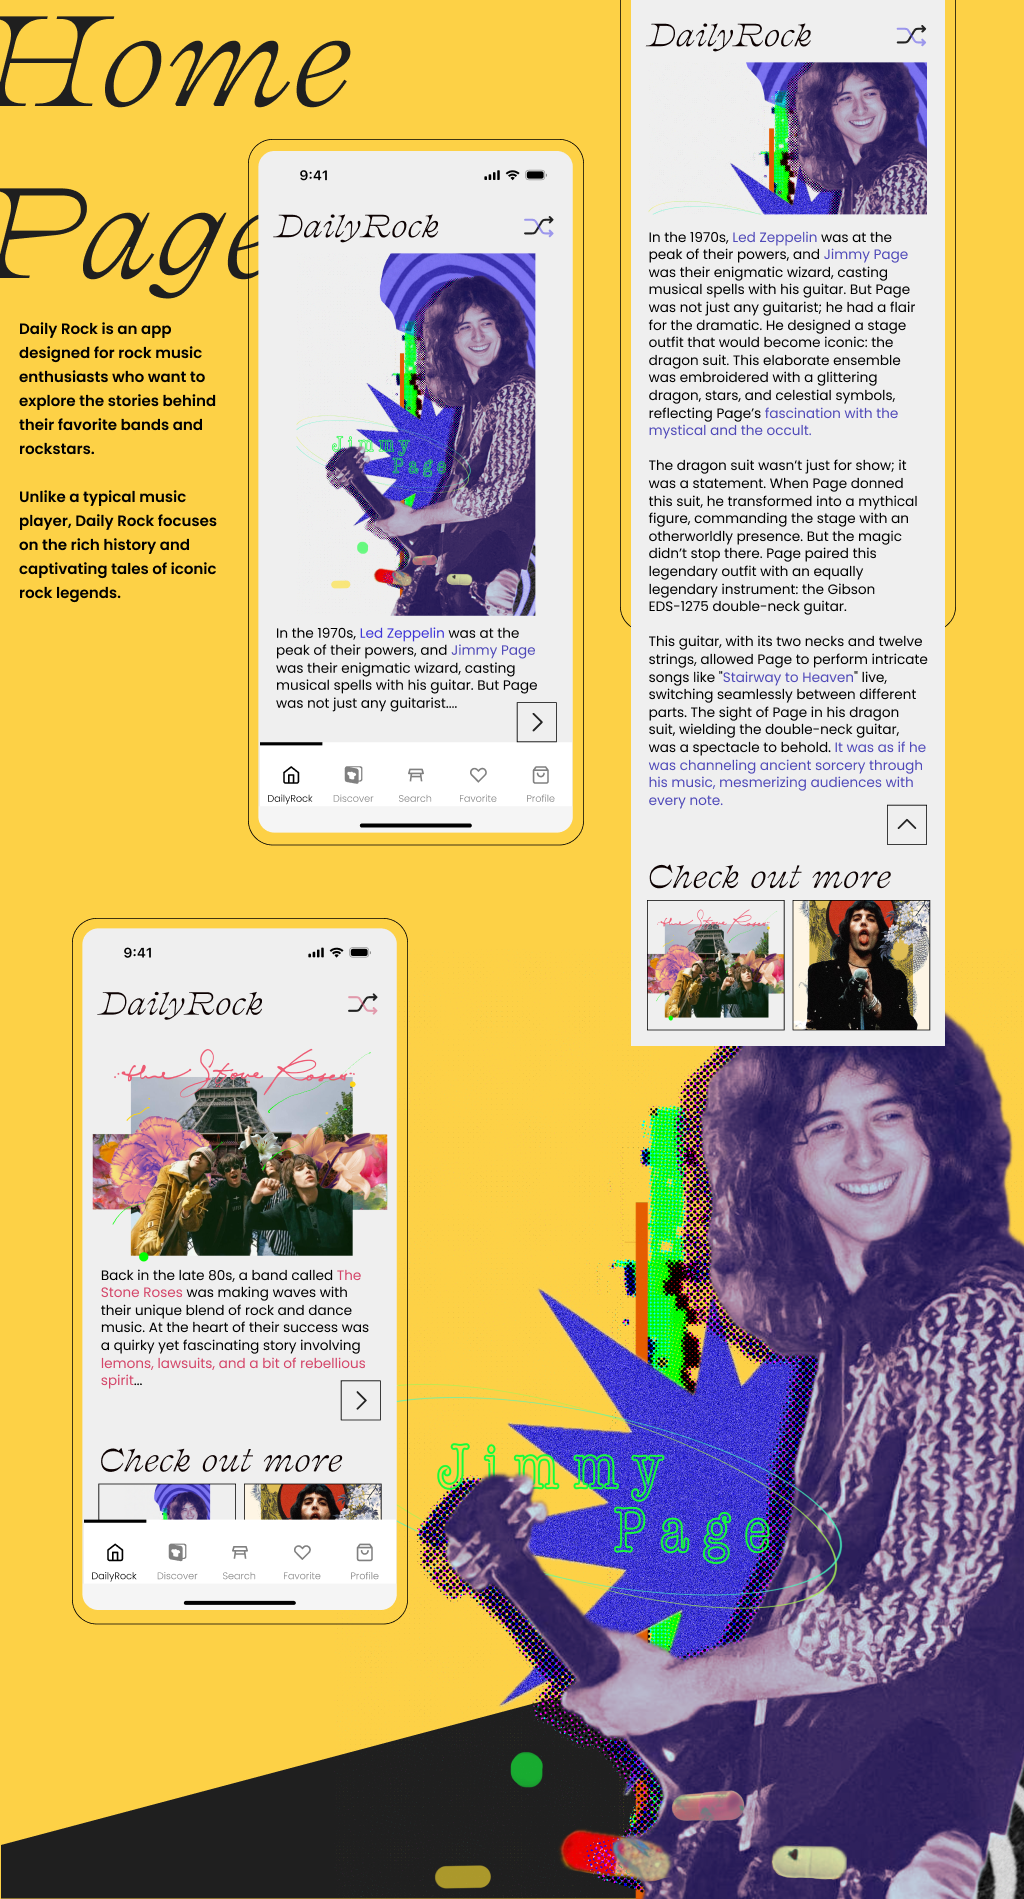 Home
Page
Daily Rock is an app
designed for rock music
enthusiasts who want to
explore the stories behind
their favorite bands and
rockstars.
Unlike a typical music
player, Daily Rock focuses
on the rich history and
captivating tales of iconic
rock legends.
9:41
DailyRock
Jimmy
Page
In the 1970s, Led Zeppelin was at the
peak of their powers, and Jimmy Page
was their enigmatic wizard, casting
musical spells with his guitar. But Page
was not just any guitarist....
DailyRock
Discover
Search
Favorite
Profile
DailyRock
In the 1970s, Led Zeppelin was at the
peak of their powers, and Jimmy Page
was their enigmatic wizard, casting
musical spells with his guitar. But Page
was not just any guitarist; he had a flair
for the dramatic. He designed a stage
outfit that would become iconic: the
dragon suit. This elaborate ensemble
was embroidered with a glittering
dragon, stars, and celestial symbols,
reflecting Page’s fascination with the
mystical and the occult.
The dragon suit wasn’t just for show; it
was a statement. When Page donned
this suit, he transformed into a mythical
figure, commanding the stage with an
otherworldly presence. But the magic
didn’t stop there. Page paired this
legendary outfit with an equally
legendary instrument: the Gibson
EDS-1275 double-neck guitar.
This guitar, with its two necks and twelve
strings, allowed Page to perform intricate
songs like "Stairway to Heaven" live,
switching seamlessly between different
parts. The sight of Page in his dragon
suit, wielding the double-neck guitar,
was a spectacle to behold. It was as if he
was channeling ancient sorcery through
his music, mesmerizing audiences with
every note.
Check out more
the Stone Roses
9:41
DailyRock
the Stone Roses
Back in the late 80s, a band called The
Stone Roses was making waves with
their unique blend of rock and dance
music. At the heart of their success was
a quirky yet fascinating story involving
lemons, lawsuits, and a bit of rebellious
spirit...
Check out more
DailyRock
Discover
Search
Favorite
Profile
Jimmy
Page